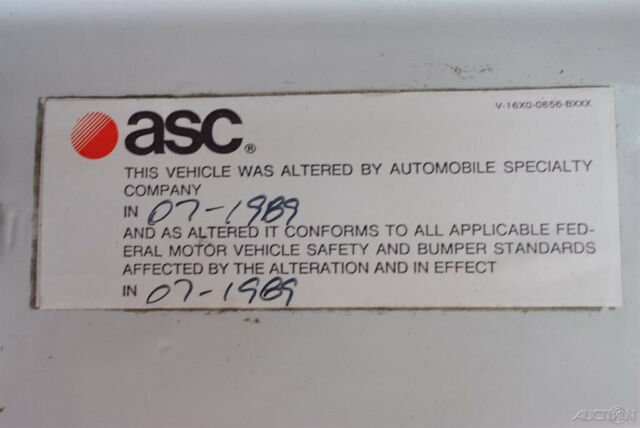 asc®
V-16X0-0656-BXXX
THIS VEHICLE WAS ALTERED BY AUTOMOBILE SPECIALTY
COMPANY
IN 07-1989
AND AS ALTERED IT CONFORMS TO ALL APPLICABLE FED-
ERAL MOTOR VEHICLE SAFETY AND BUMPER STANDARDS
AFFECTED BY THE ALTERATION AND IN EFFECT
IN 07-1989
AUCTION